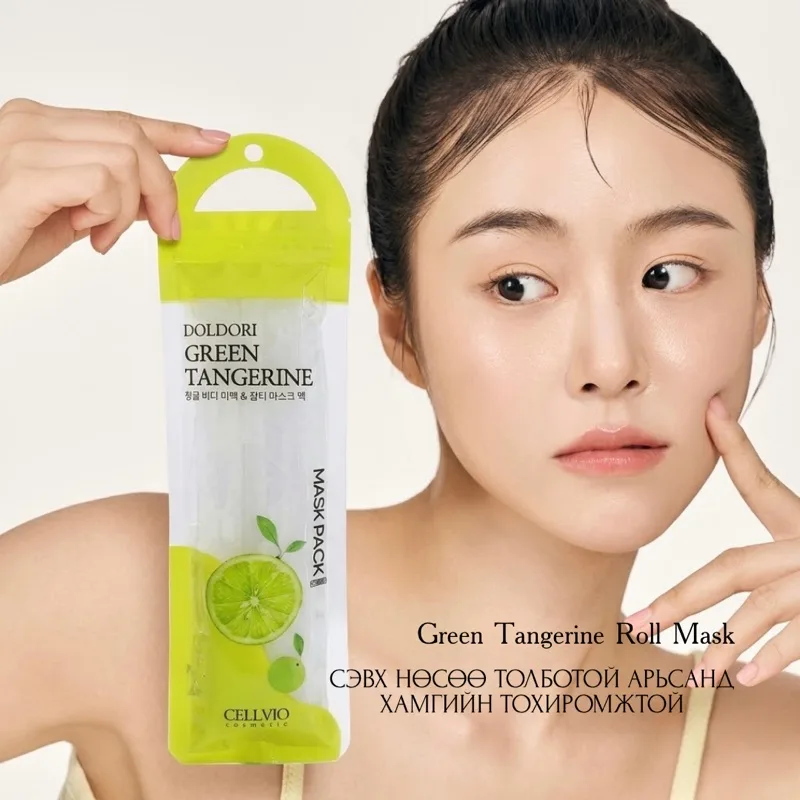 DOLDORI
GREEN
TANGERINE
MASK PACK
CELLVIO
cosmetic
Green Tangerine Roll Mask
СЭВХ НӨСӨӨ ТОЛБОТОЙ АРЬСАНД
ХАМГИЙН ТОХИРОМЖТОЙ